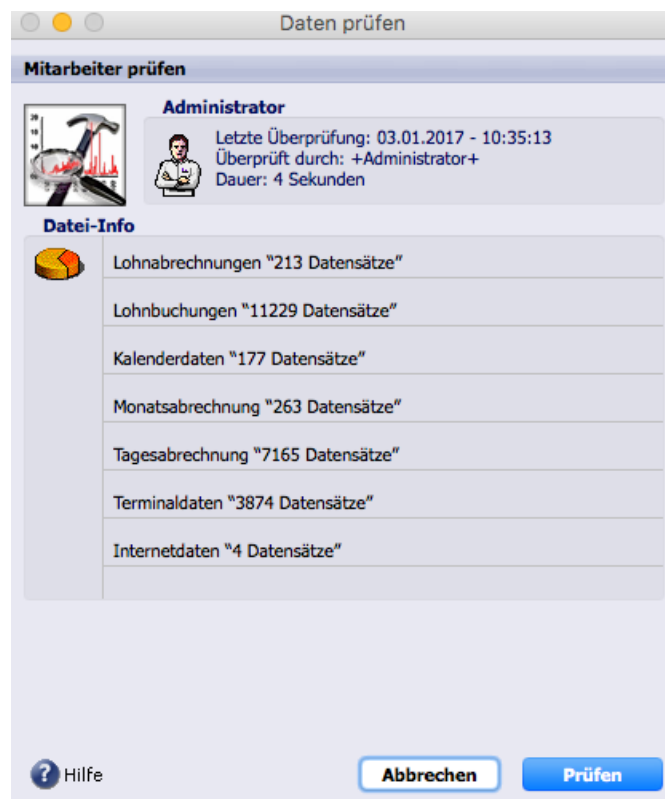 Daten prüfen
Mitarbeiter prüfen
Administrator
Letzte Überprüfung: 03.01.2017 - 10:35:13
Überprüft durch: +Administrator+
Dauer: 4 Sekunden
Datei-Info
Lohnabrechnungen "213 Datensätze"
Lohnbuchungen "11229 Datensätze"
Kalenderdaten "177 Datensätze"
Monatsabrechnung "263 Datensätze"
Tagesabrechnung "7165 Datensätze"
Terminaldaten "3874 Datensätze"
Internetdaten "4 Datensätze"
Hilfe
Abbrechen
Prüfen